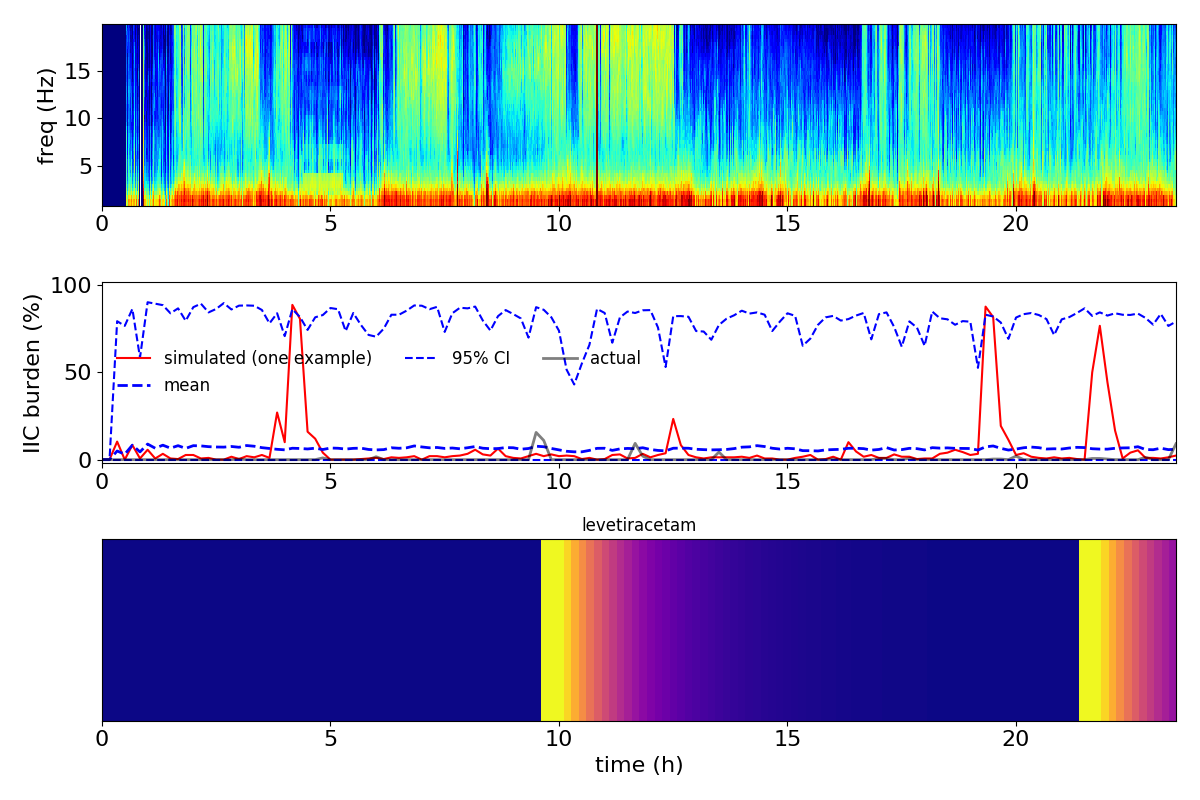 freq (Hz)
15
10
5
0 5 10 15 20
IIC burden (%)
100
50
0
simulated (one example) 95% CI actual
mean
0 5 10 15 20
levetiracetam
0 5 10 15 20
time (h)